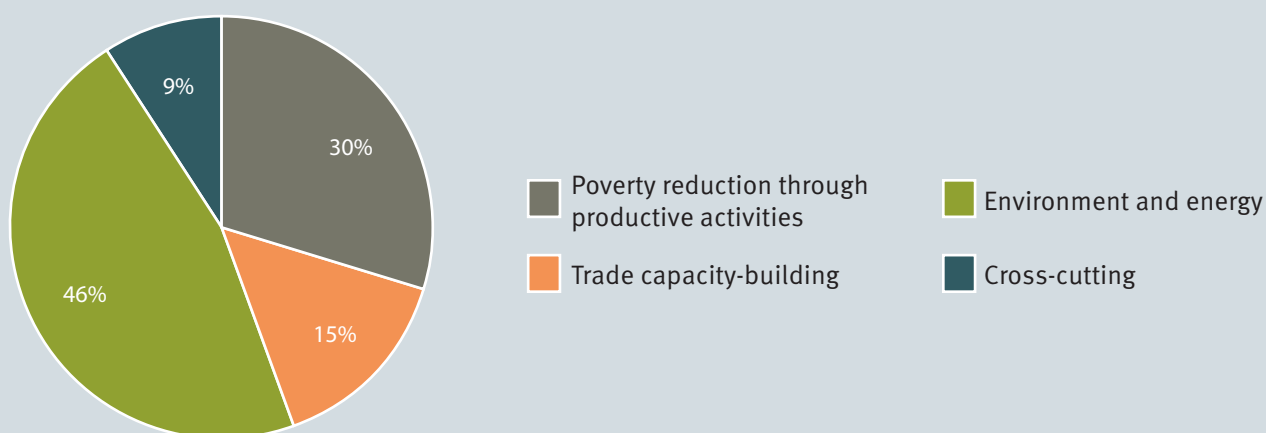 9%
30%
46%
15%
Poverty reduction through
productive activities
Trade capacity-building
Environment and energy
Cross-cutting